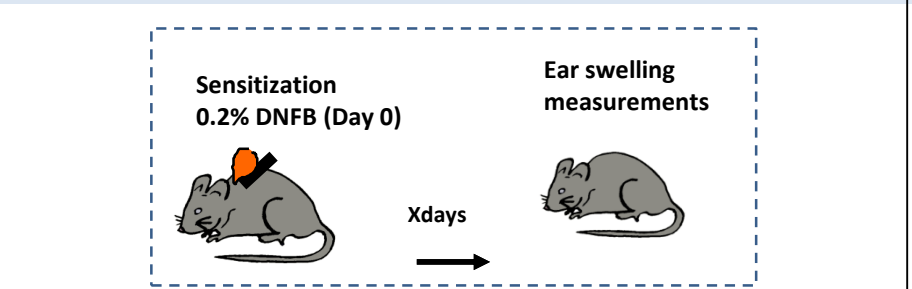 Sensitization
0.2% DNFB (Day 0)
Ear swelling
measurements
Xdays